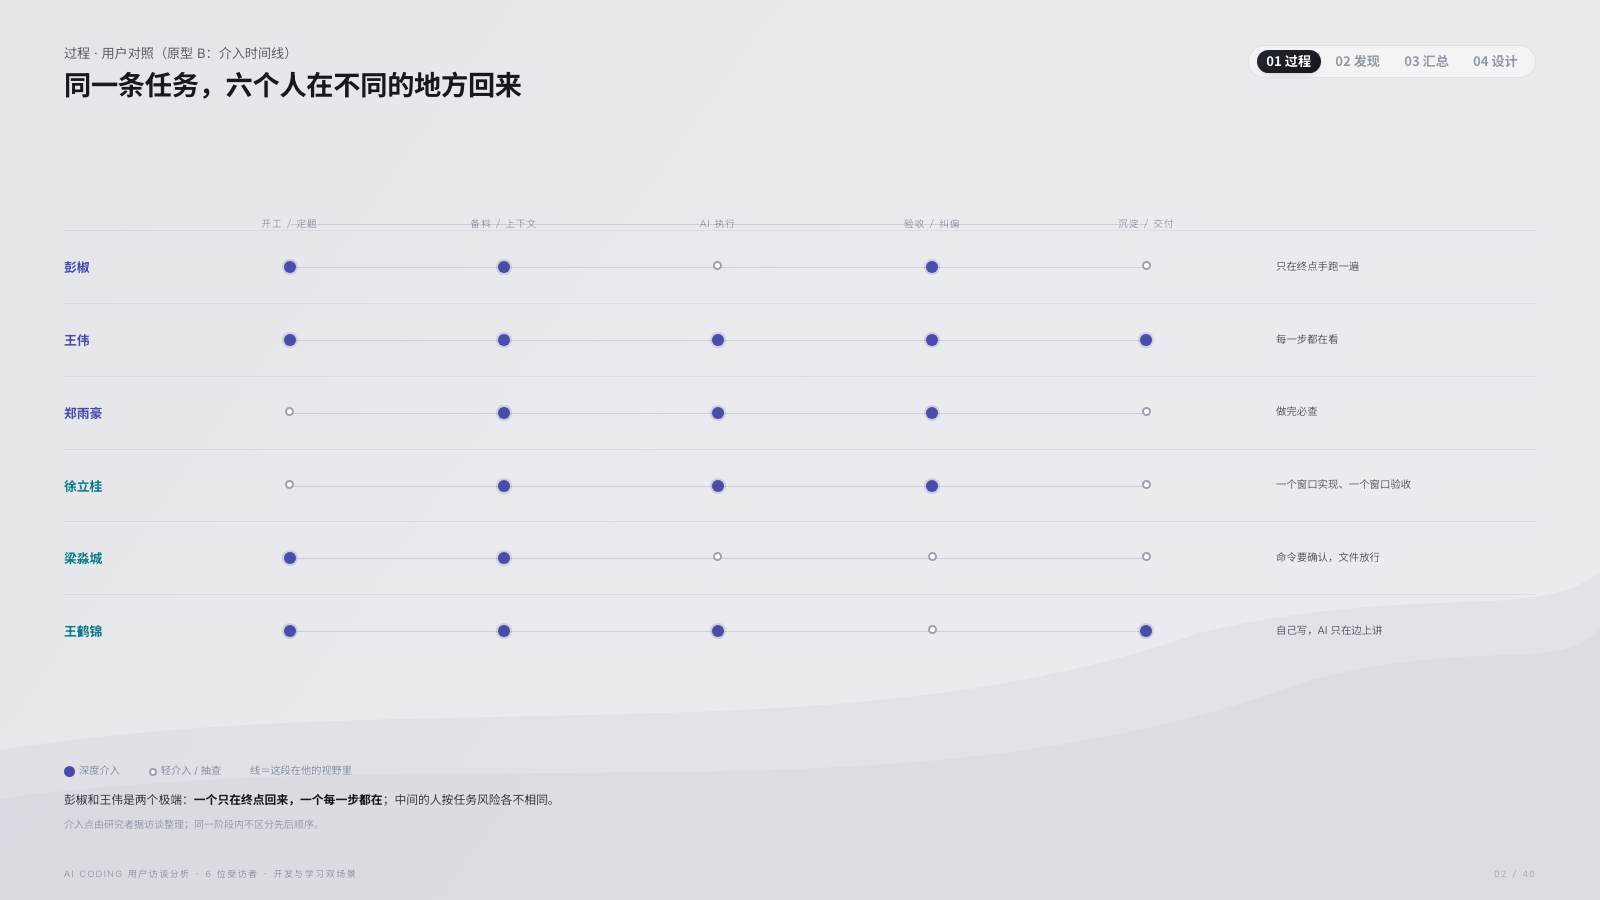 过程 · 用户对照（原型 B：介入时间线）
同一条任务，六个人在不同的地方回来
01 过程 02 发现 03 汇总 04 设计
开工 / 定题 备料 / 上下文 AI 执行 验收 / 纠偏 沉淀 / 交付
彭椒 只在终点手跑一遍
王伟 每一步都在看
郑雨豪 做完必查
徐立桂 一个窗口实现、一个窗口验收
梁淼城 命令要确认，文件放行
王鹤锦 自己写，AI 只在边上讲
深度介入 轻介入 / 抽查 线＝这段在他的视野里
彭椒和王伟是两个极端：一个只在终点回来，一个每一步都在；中间的人按任务风险各不相同。
介入点由研究者据访谈整理；同一阶段内不区分先后顺序。
AI CODING 用户访谈分析 · 6 位受访者 · 开发与学习双场景
02 / 40